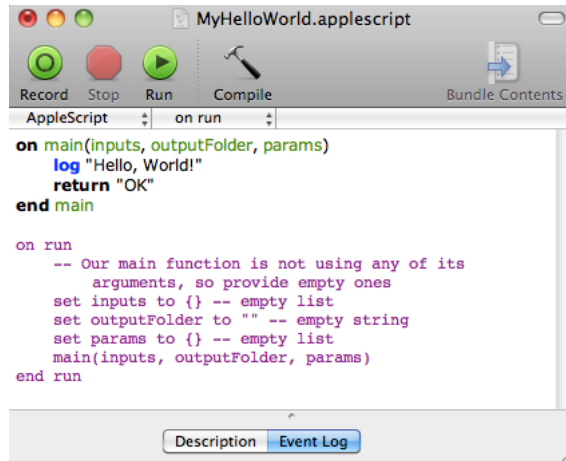 MyHelloWorld.applescript
Record Stop Run Compile Bundle Contents
AppleScript on run
on main(inputs, outputFolder, params)
log "Hello, World!"
return "OK"
end main
on run
-- Our main function is not using any of its
arguments, so provide empty ones
set inputs to {} -- empty list
set outputFolder to "" -- empty string
set params to {} -- empty list
main(inputs, outputFolder, params)
end run
Description Event Log